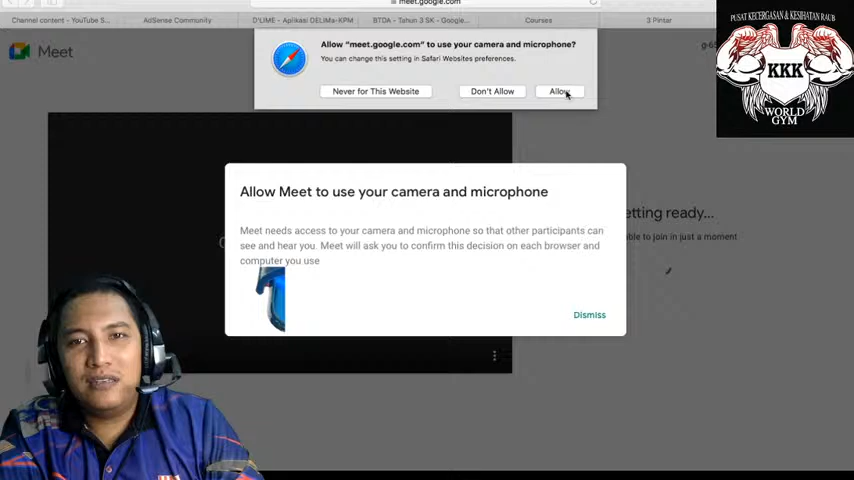 meet.google.com
Channel content - YouTube S...
AdSense Community
D'LIME - Aplikasi DELIMa-KPM
BTDA - Tahun 3 SK - Google...
Courses
3 Pintar
Meet
Allow "meet.google.com" to use your camera and microphone?
You can change this setting in Safari Websites preferences.
Never for This Website
Don't Allow
Allow
PUSAT KECERGASAN & KESIHATAN RAUB
KKK
WORLD
GYM
Allow Meet to use your camera and microphone
Meet needs access to your camera and microphone so that other participants can
see and hear you. Meet will ask you to confirm this decision on each browser and
computer you use
Dismiss
etting ready...
able to join in just a moment